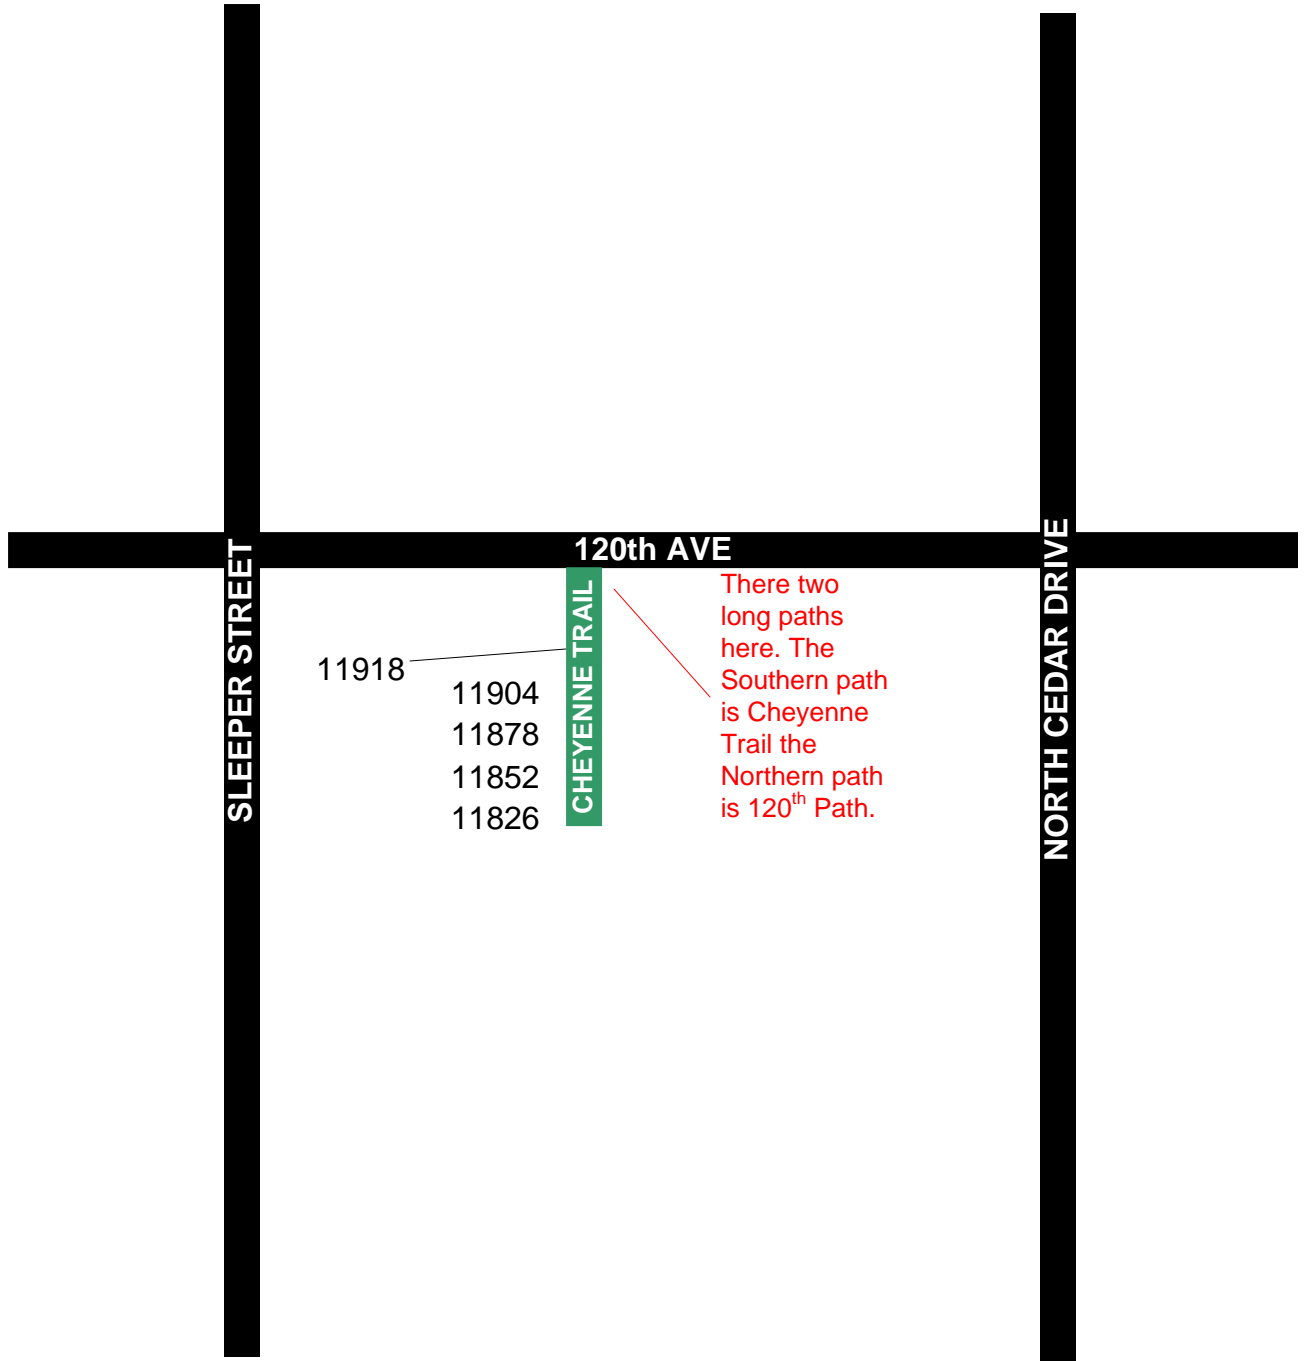 120th AVE
SLEEPER STREET
CHEYENNE TRAIL
NORTH CEDAR DRIVE
There two
long paths
here. The
Southern path
is Cheyenne
Trail the
Northern path
is 120th Path.
11918
11904
11878
11852
11826